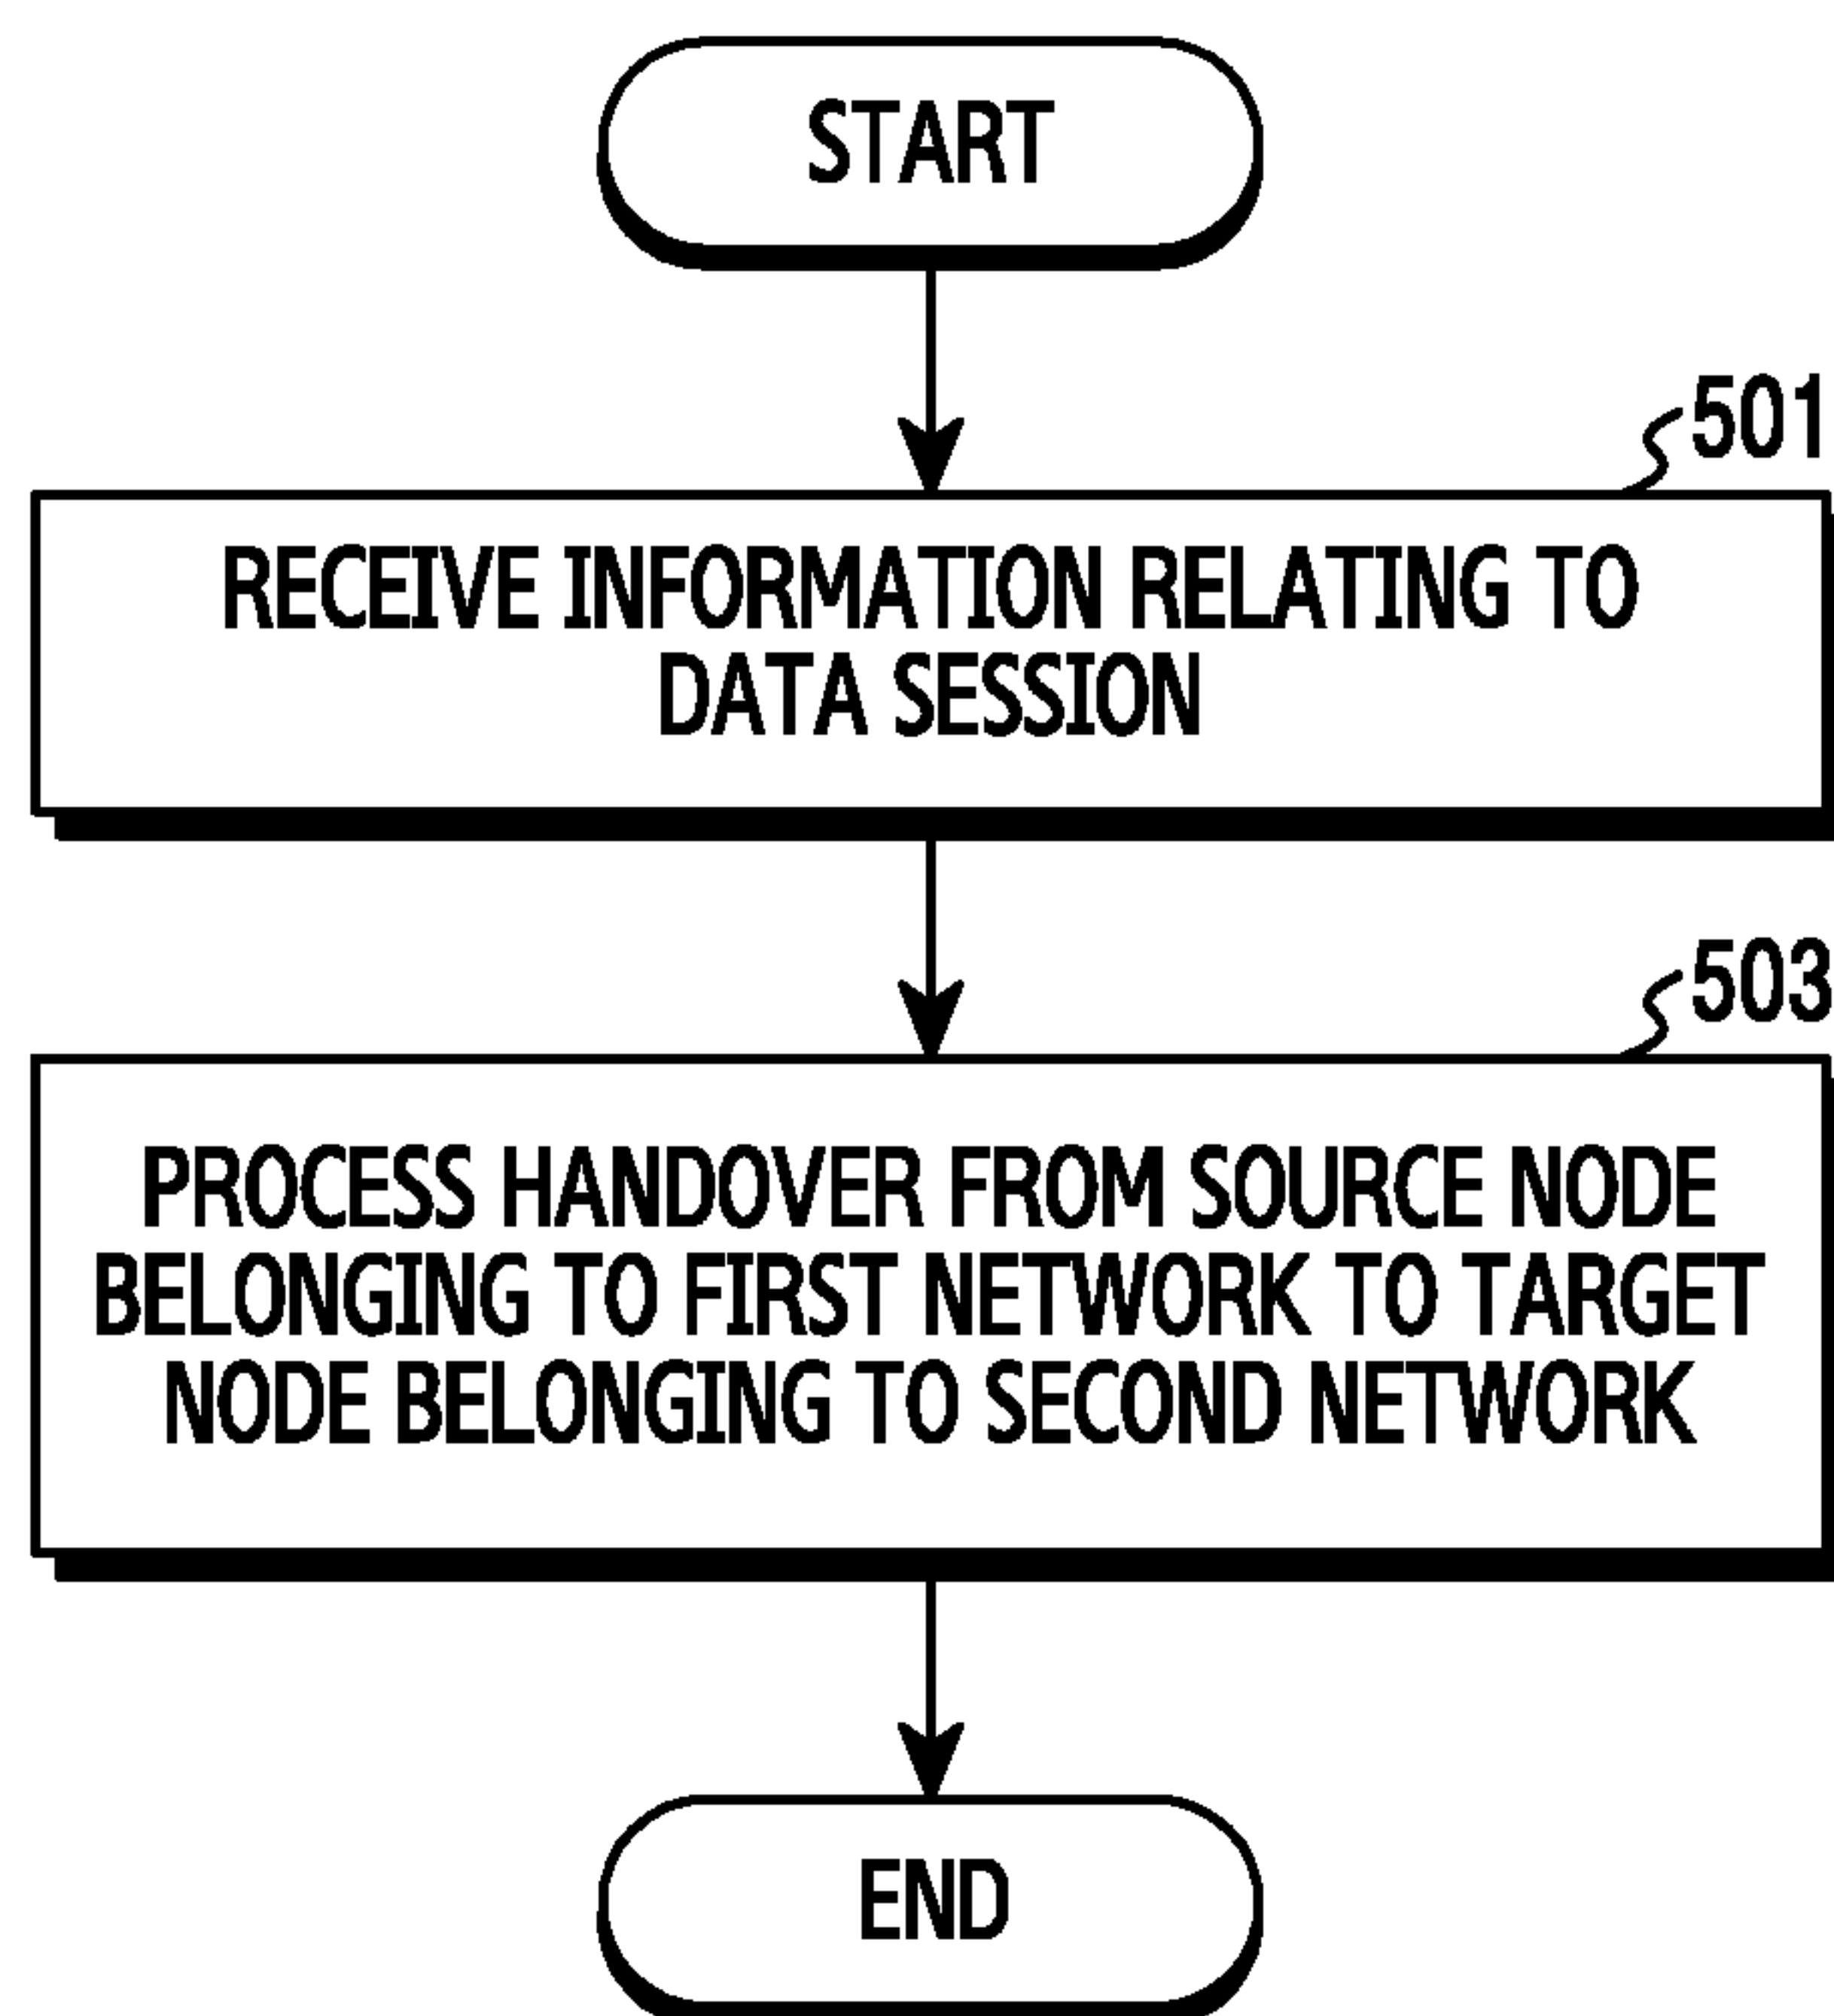 START
501
RECEIVE INFORMATION RELATING TO
DATA SESSION
503
PROCESS HANDOVER FROM SOURCE NODE
BELONGING TO FIRST NETWORK TO TARGET
NODE BELONGING TO SECOND NETWORK
END